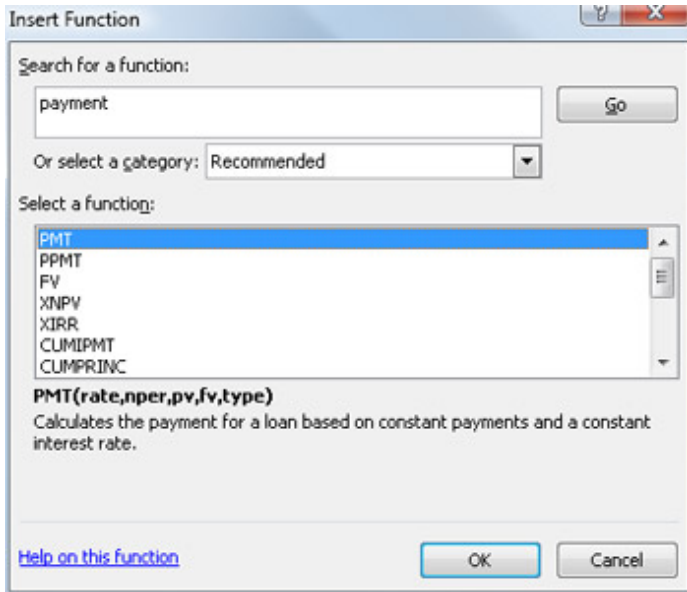 Insert Function
Search for a function:
payment
Go
Or select a category: Recommended
Select a function:
PMT
PPMT
FV
XNPV
XIRR
CUMIPMT
CUMPRINC
PMT(rate,nper,pv,fv,type)
Calculates the payment for a loan based on constant payments and a constant
interest rate.
Help on this function
OK
Cancel